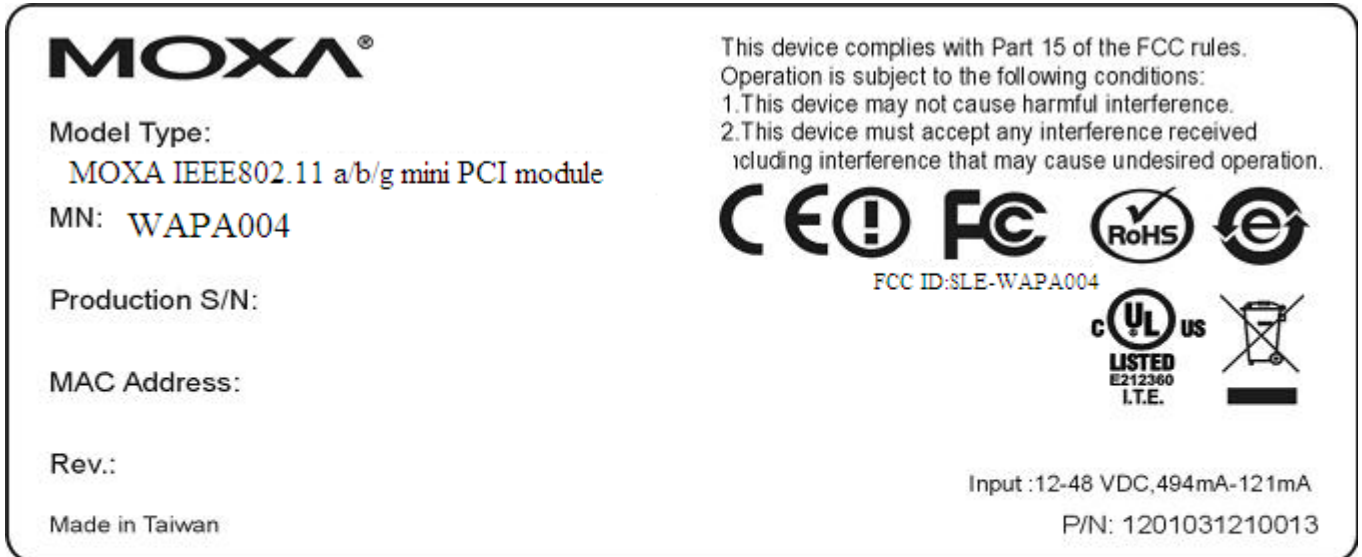 MOXA®
Model Type:
MOXA IEEE802.11 a/b/g mini PCI module
MN: WAPA004
Production S/N:
MAC Address:
Rev.:
Made in Taiwan
This device complies with Part 15 of the FCC rules.
Operation is subject to the following conditions:
1.This device may not cause harmful interference.
2.This device must accept any interference received
ncluding interference that may cause undesired operation.
CE FC RoHS e
FCC ID:SLE-WAPA004
c UL US
LISTED
E212360
I.T.E.
Input :12-48 VDC,494mA-121mA
P/N: 1201031210013